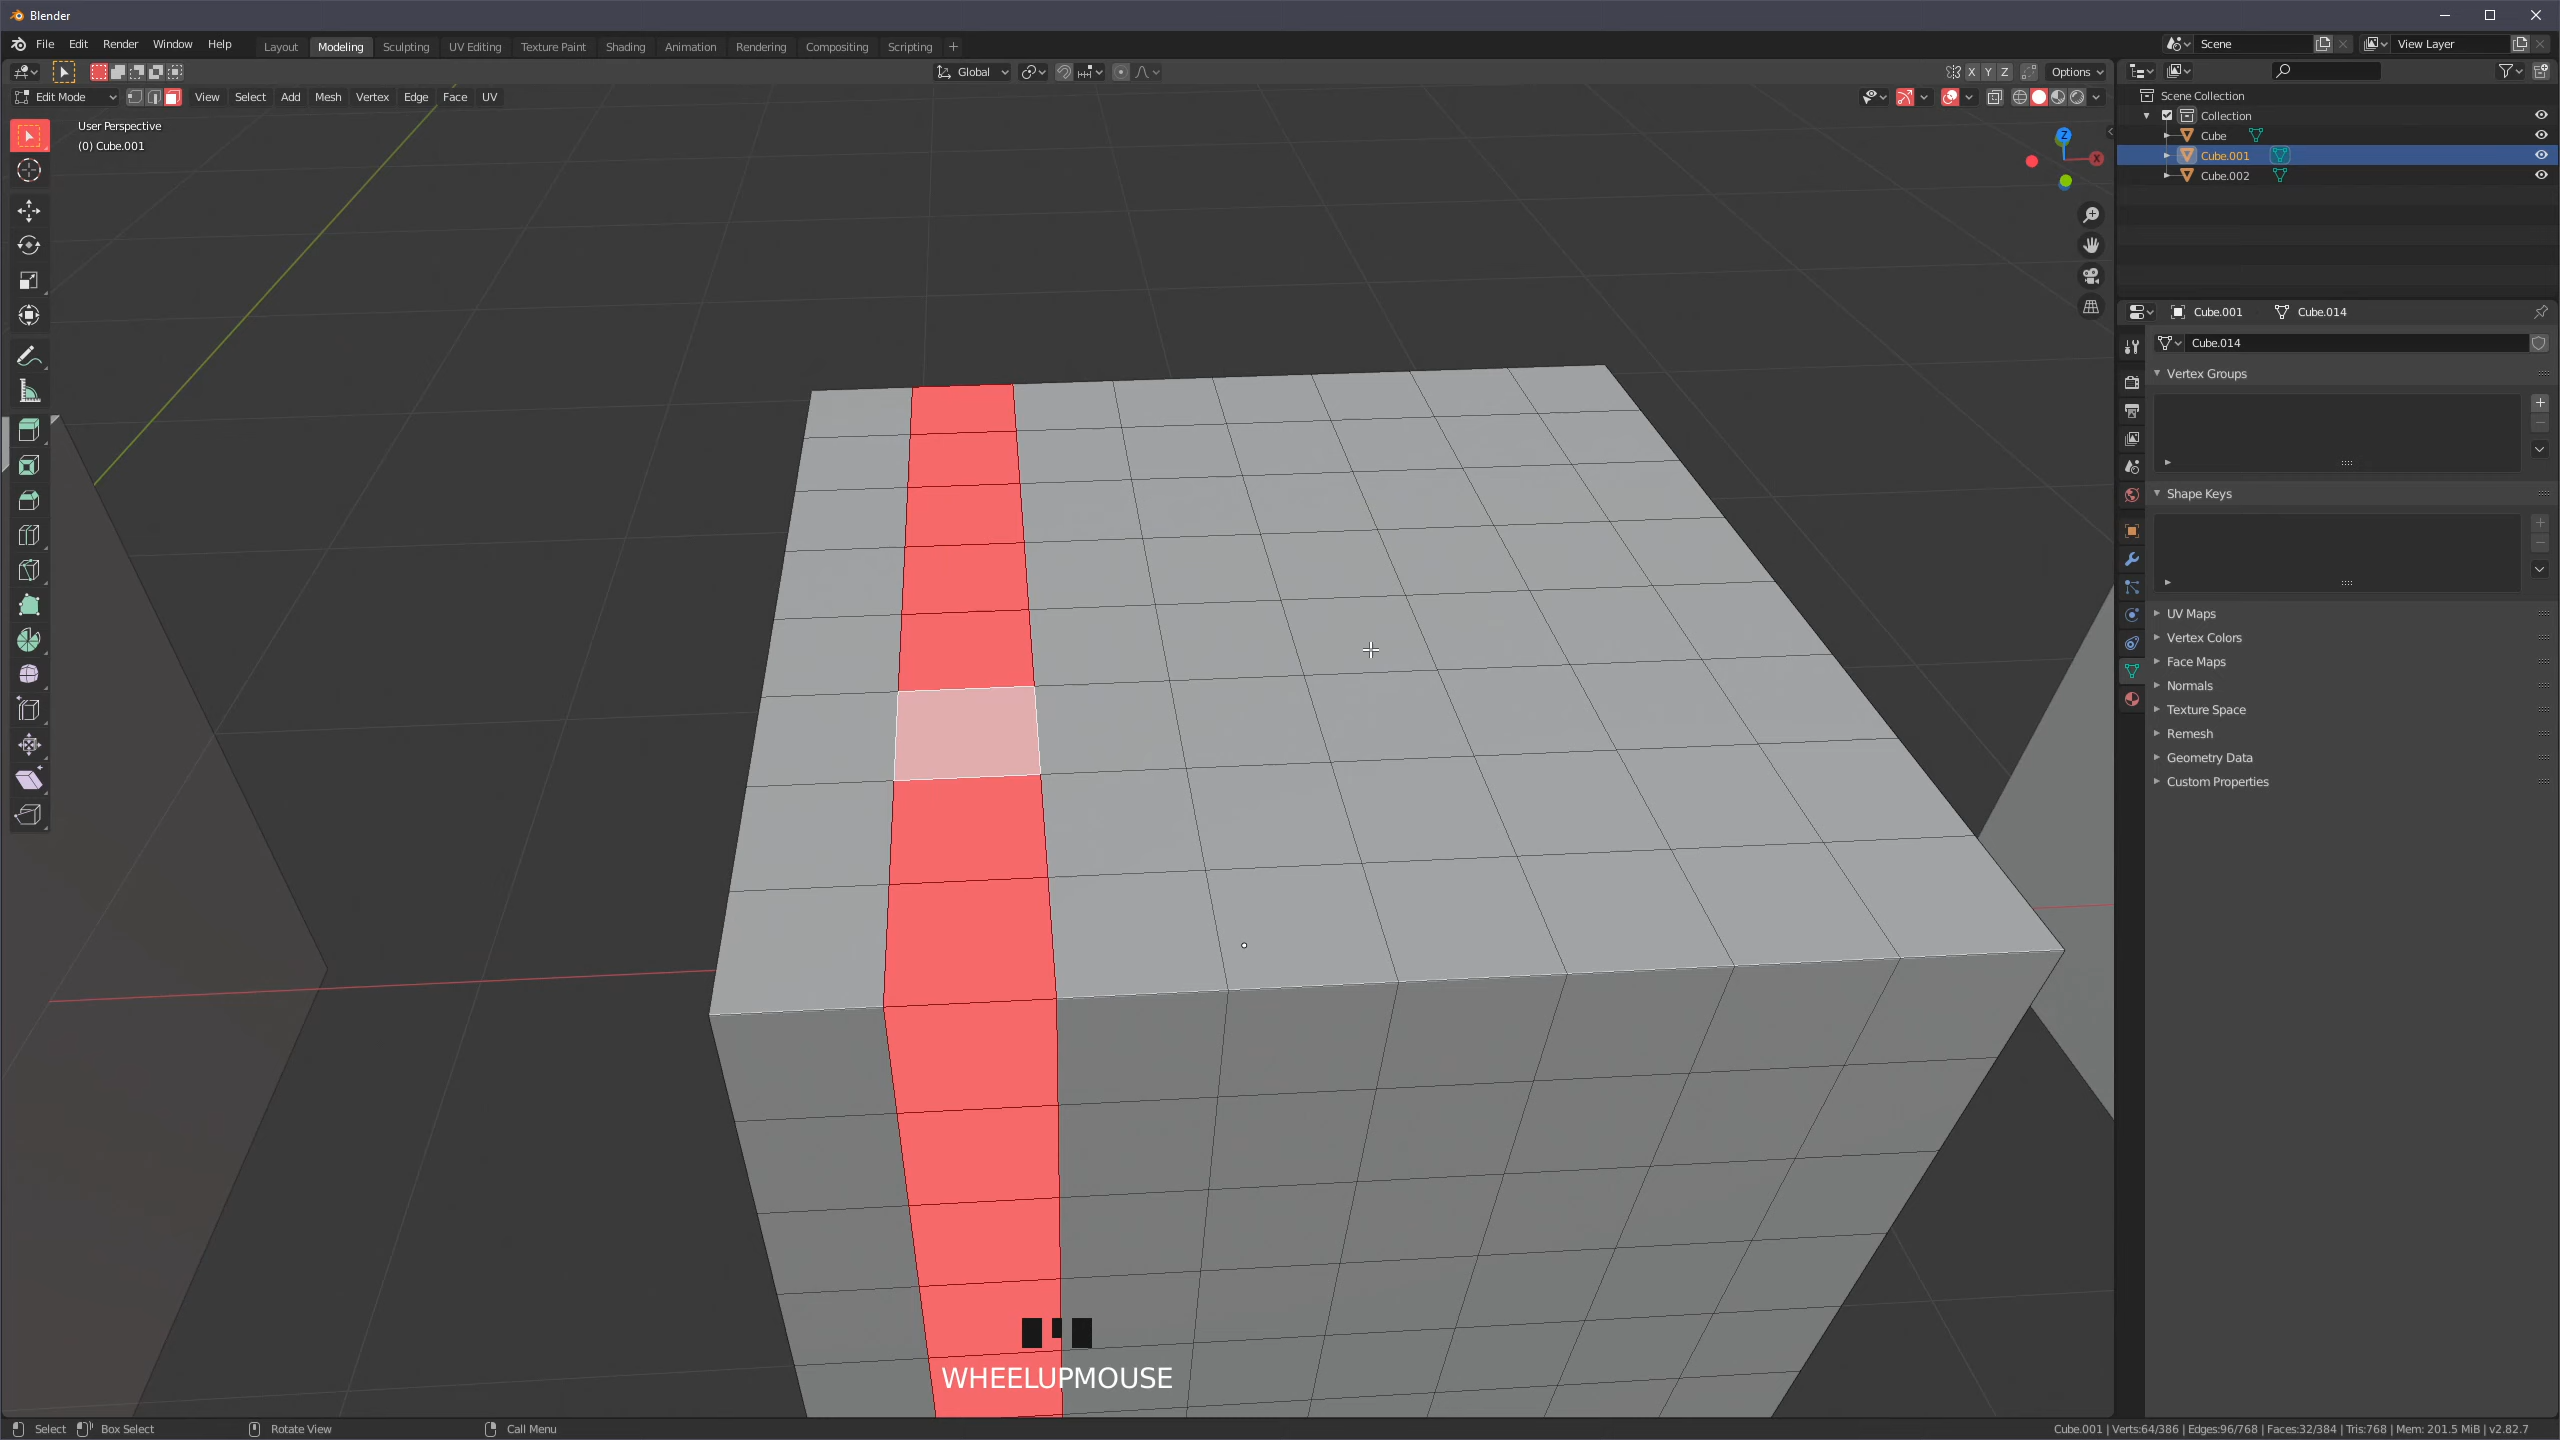 Blender
File Edit Render Window Help Layout Modeling Sculpting UV Editing Texture Paint Shading Animation Rendering Compositing Scripting + Scene View Layer
Global X Y Z Options
Edit Mode View Select Add Mesh Vertex Edge Face UV
User Perspective
(0) Cube.001
Z
X
Scene Collection
Collection
Cube
Cube.001
Cube.002
Cube.001 Cube.014
Cube.014
Vertex Groups
Shape Keys
UV Maps
Vertex Colors
Face Maps
Normals
Texture Space
Remesh
Geometry Data
Custom Properties
WHEELUPMOUSE
Select Box Select Rotate View Call Menu Cube.001 | Verts:64/386 | Edges:96/768 | Faces:32/384 | Tris:768 | Mem: 201.5 MiB | v2.82.7